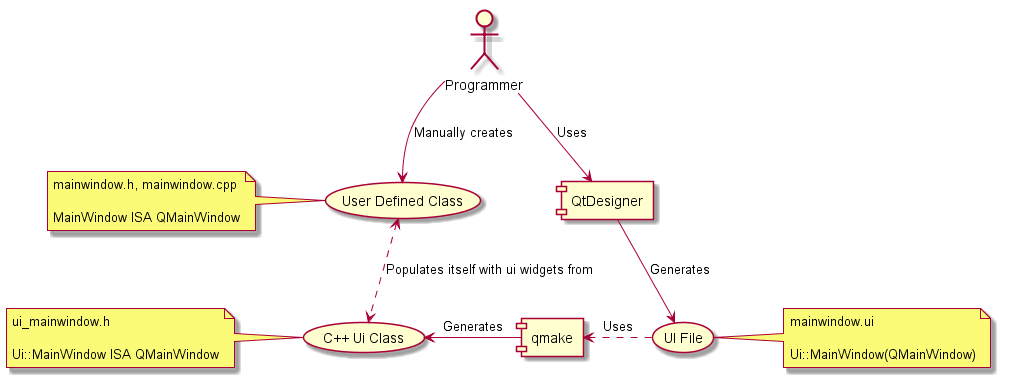 Programmer
Manually creates
Uses
mainwindow.h, mainwindow.cpp
MainWindow ISA QMainWindow
User Defined Class
QtDesigner
Populates itself with ui widgets from
Generates
ui_mainwindow.h
Ui::MainWindow ISA QMainWindow
C++ Ui Class
Generates
qmake
Uses
UI File
mainwindow.ui
Ui::MainWindow(QMainWindow)